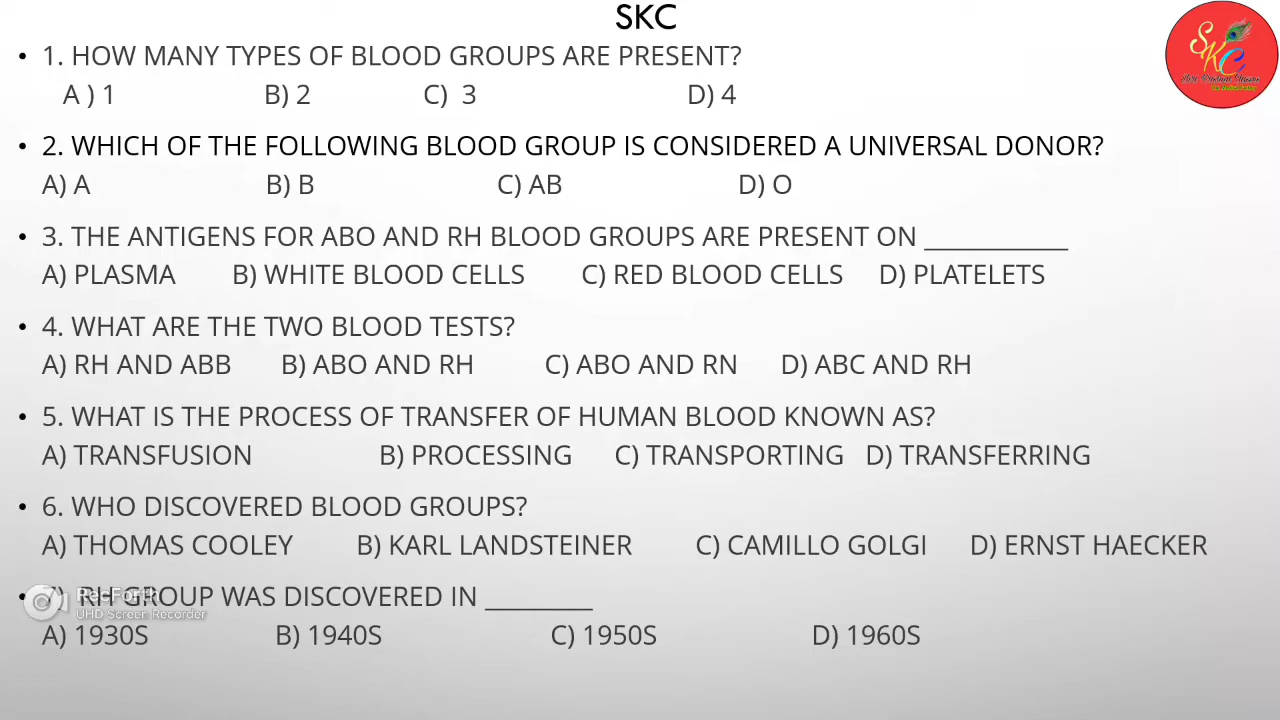 SKC
• 1. HOW MANY TYPES OF BLOOD GROUPS ARE PRESENT?
A ) 1 B) 2 C) 3 D) 4
• 2. WHICH OF THE FOLLOWING BLOOD GROUP IS CONSIDERED A UNIVERSAL DONOR?
A) A B) B C) AB D) O
• 3. THE ANTIGENS FOR ABO AND RH BLOOD GROUPS ARE PRESENT ON ____________
A) PLASMA B) WHITE BLOOD CELLS C) RED BLOOD CELLS D) PLATELETS
• 4. WHAT ARE THE TWO BLOOD TESTS?
A) RH AND ABB B) ABO AND RH C) ABO AND RN D) ABC AND RH
• 5. WHAT IS THE PROCESS OF TRANSFER OF HUMAN BLOOD KNOWN AS?
A) TRANSFUSION B) PROCESSING C) TRANSPORTING D) TRANSFERRING
• 6. WHO DISCOVERED BLOOD GROUPS?
A) THOMAS COOLEY B) KARL LANDSTEINER C) CAMILLO GOLGI D) ERNST HAECKER
• 7) RH GROUP WAS DISCOVERED IN _________
A) 1930S B) 1940S C) 1950S D) 1960S
SKC
RecForth
UHD Screen Recorder